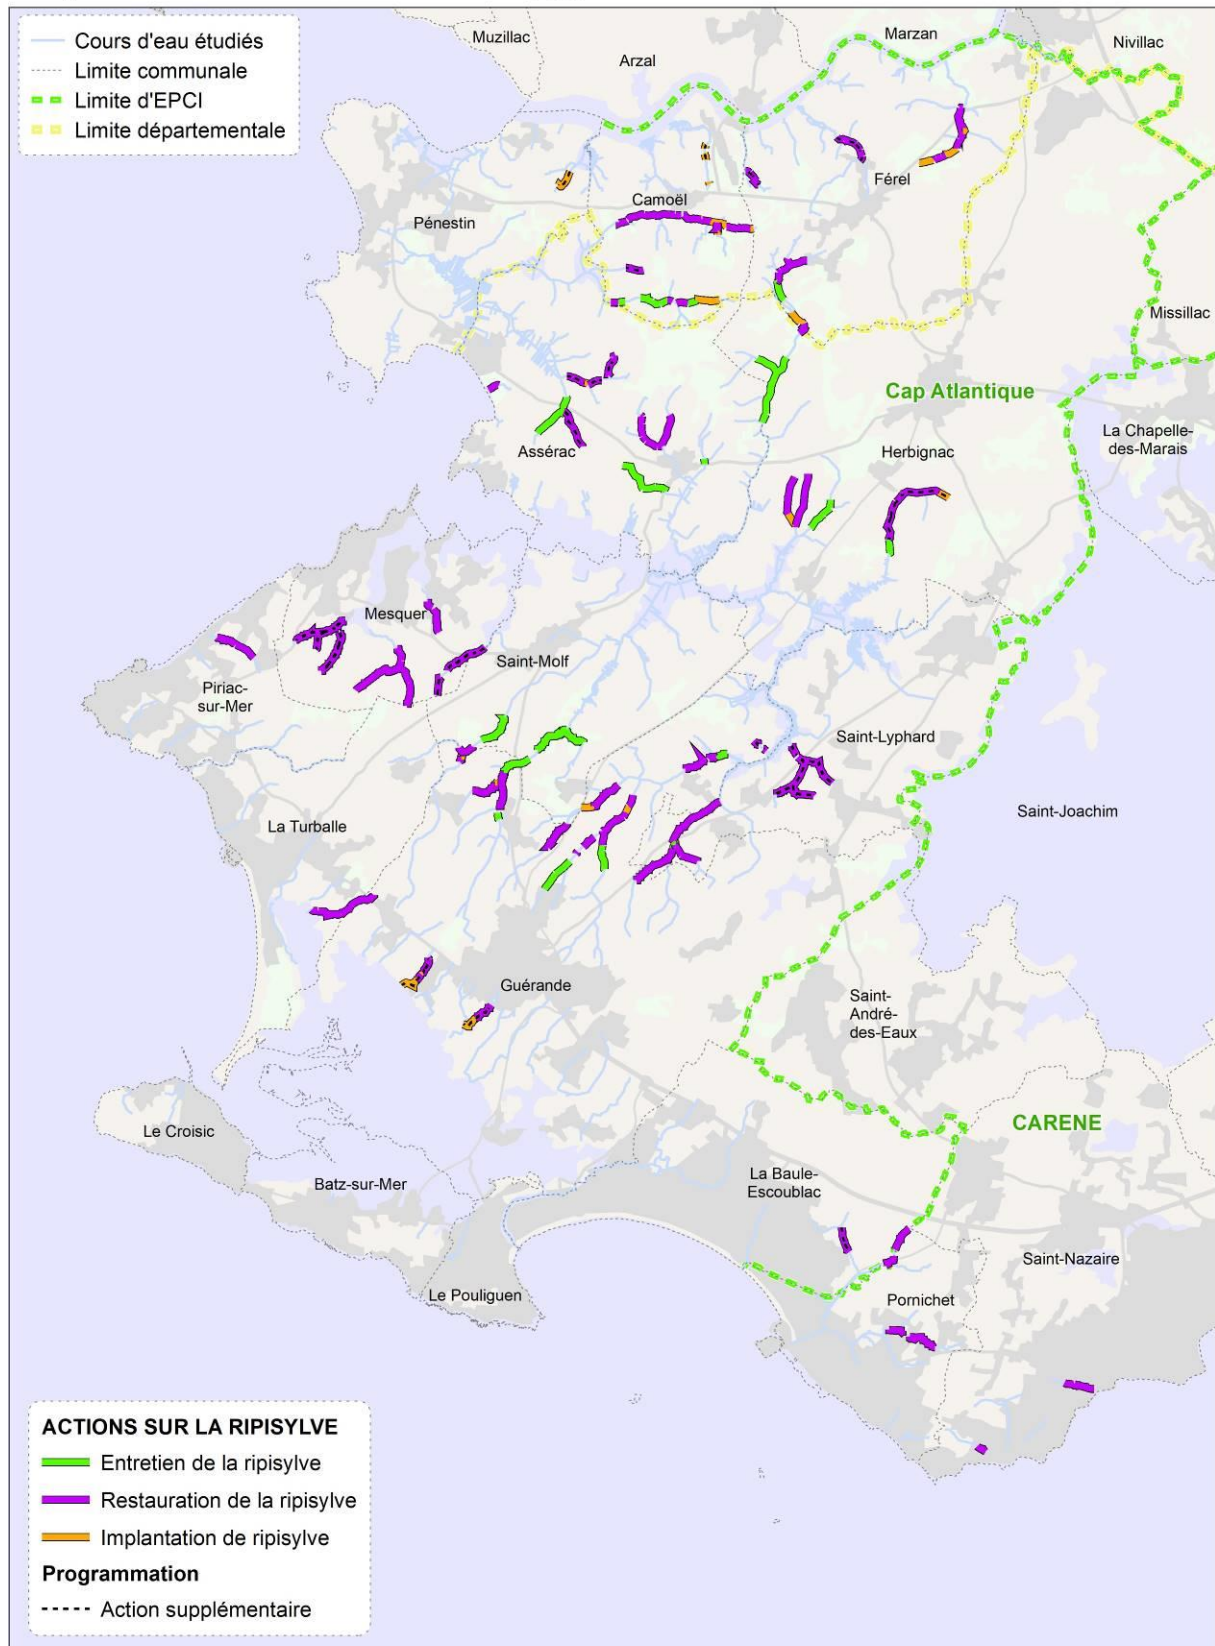 Cours d'eau étudiés
Limite communale
Limite d'EPCI
Limite départementale
Muzillac
Arzal
Marzan
Nivillac
Férel
Camoël
Pénestin
Missillac
Cap Atlantique
La Chapelle-
des-Marais
Assérac
Herbignac
Mesquer
Saint-Molf
Piriac-
sur-Mer
Saint-Lyphard
Saint-Joachim
La Turballe
Guérande
Saint-
André-
des-Eaux
CARENE
Le Croisic
Batz-sur-Mer
La Baule-
Escoublac
Saint-Nazaire
Le Pouliguen
Pornichet
ACTIONS SUR LA RIPISYLVE
Entretien de la ripisylve
Restauration de la ripisylve
Implantation de ripisylve
Programmation
Action supplémentaire